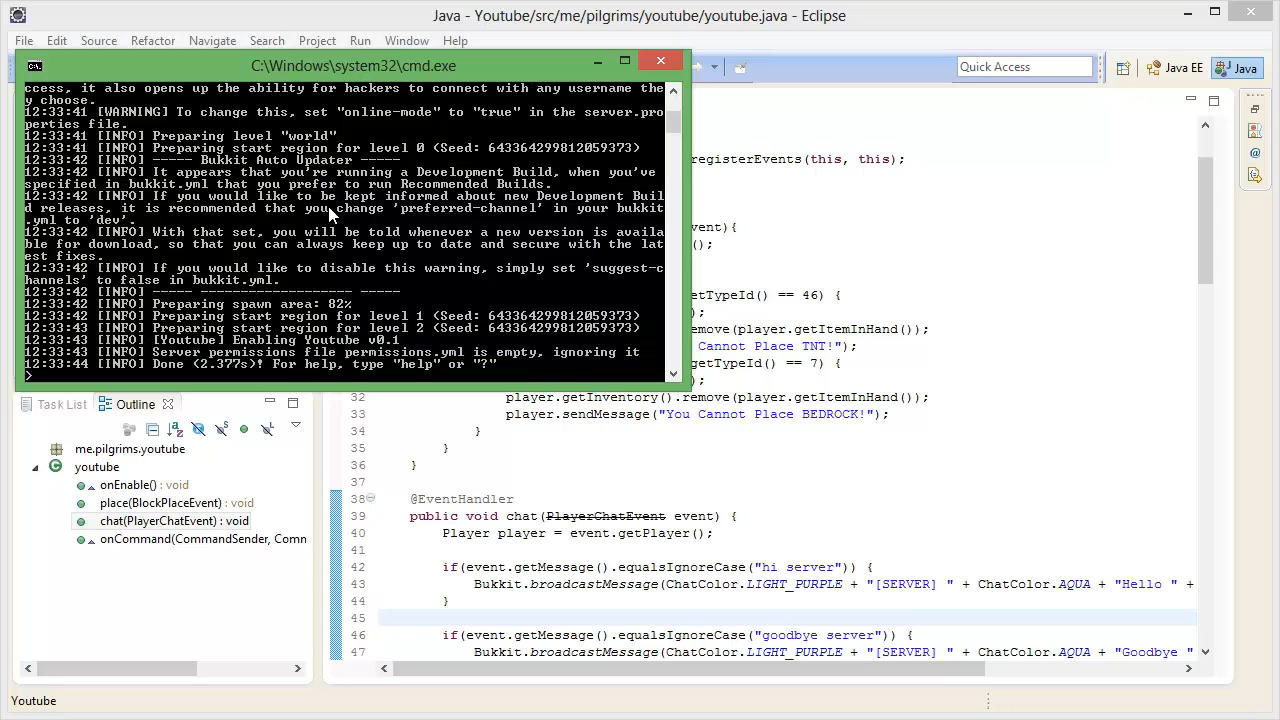 Java - Youtube/src/me/pilgrims/youtube/youtube.java - Eclipse
File Edit Source Refactor Navigate Search Project Run Window Help
C:\Windows\system32\cmd.exe
Quick Access
Java EE
Java
ccess, it also opens up the ability for hackers to connect with any username the
y choose.
12:33:41 [WARNING] To change this, set "online-mode" to "true" in the server.pro
perties file.
12:33:41 [INFO] Preparing level "world"
12:33:41 [INFO] Preparing start region for level 0 (Seed: 6433642998120593​73)
12:33:42 [INFO] ----- Bukkit Auto Updater -----
12:33:42 [INFO] It appears that you're running a Development Build, when you've
specified in bukkit.yml that you prefer to run Recommended Builds.
12:33:42 [INFO] If you would like to be kept informed about new Development Buil
d releases, it is recommended that you change 'preferred-channel' in your bukkit
.yml to 'dev'.
12:33:42 [INFO] With that set, you will be told whenever a new version is availa
ble for download, so that you can always keep up to date and secure with the lat
est fixes.
12:33:42 [INFO] If you would like to disable this warning, simply set 'suggest-c
hannels' to false in bukkit.yml.
12:33:42 [INFO] ----- ------------------- -----
12:33:42 [INFO] Preparing spawn area: 82%
12:33:42 [INFO] Preparing start region for level 1 (Seed: 643364299812059373)
12:33:43 [INFO] Preparing start region for level 2 (Seed: 643364299812059373)
12:33:43 [INFO] [Youtube] Enabling Youtube v0.1
12:33:43 [INFO] Server permissions file permissions.yml is empty, ignoring it
12:33:44 [INFO] Done (2.377s)! For help, type "help" or "?"
>
registerEvents(this, this);
vent){
();
etTypeId() == 46) {
);
remove(player.getItemInHand());
Cannot Place TNT!");
etTypeId() == 7) {
);
32 player.getInventory().remove(player.getItemInHand());
33 player.sendMessage("You Cannot Place BEDROCK!");
34 }
35 }
36 }
37
38 @EventHandler
39 public void chat(PlayerChatEvent event) {
40 Player player = event.getPlayer();
41
42 if(event.getMessage().equalsIgnoreCase("hi server")) {
43 Bukkit.broadcastMessage(ChatColor.LIGHT_PURPLE + "[SERVER] " + ChatColor.AQUA + "Hello " +
44 }
45
46 if(event.getMessage().equalsIgnoreCase("goodbye server")) {
47 Bukkit.broadcastMessage(ChatColor.LIGHT_PURPLE + "[SERVER] " + ChatColor.AQUA + "Goodbye "
Task List Outline
me.pilgrims.youtube
youtube
onEnable() : void
place(BlockPlaceEvent) : void
chat(PlayerChatEvent) : void
onCommand(CommandSender, Comm
Youtube